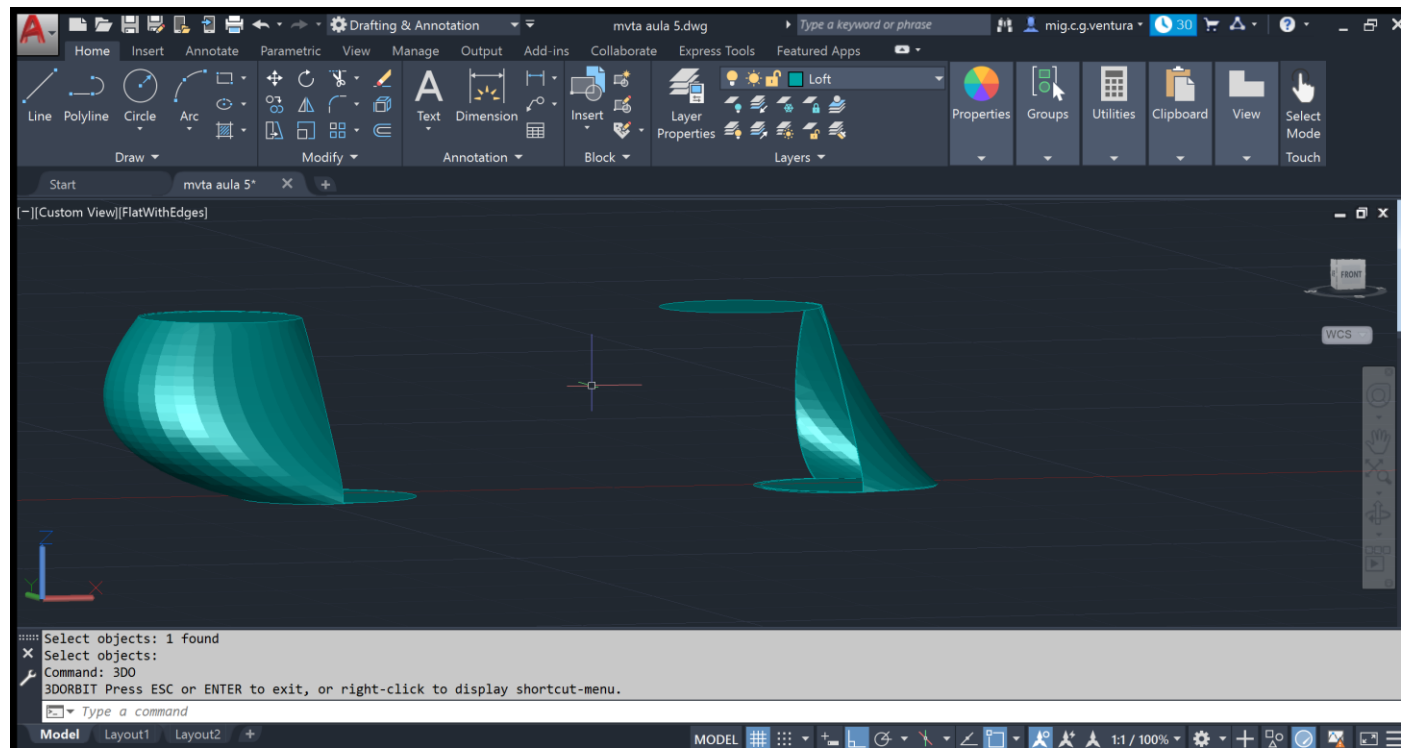 A Drafting & Annotation mvta aula 5.dwg Type a keyword or phrase mig.c.g.ventura 30 ?
Home Insert Annotate Parametric View Manage Output Add-ins Collaborate Express Tools Featured Apps
Loft
A
Line Polyline Circle Arc Text Dimension Insert Layer Properties Properties Groups Utilities Clipboard View Select Mode
Draw Modify Annotation Block Layers Touch
Start mvta aula 5* +
[−][Custom View][FlatWithEdges]
FRONT
WCS
Z
Y X
Select objects: 1 found
Select objects:
Command: 3DO
3DORBIT Press ESC or ENTER to exit, or right-click to display shortcut-menu.
Type a command
Model Layout1 Layout2 + MODEL 1:1 / 100%